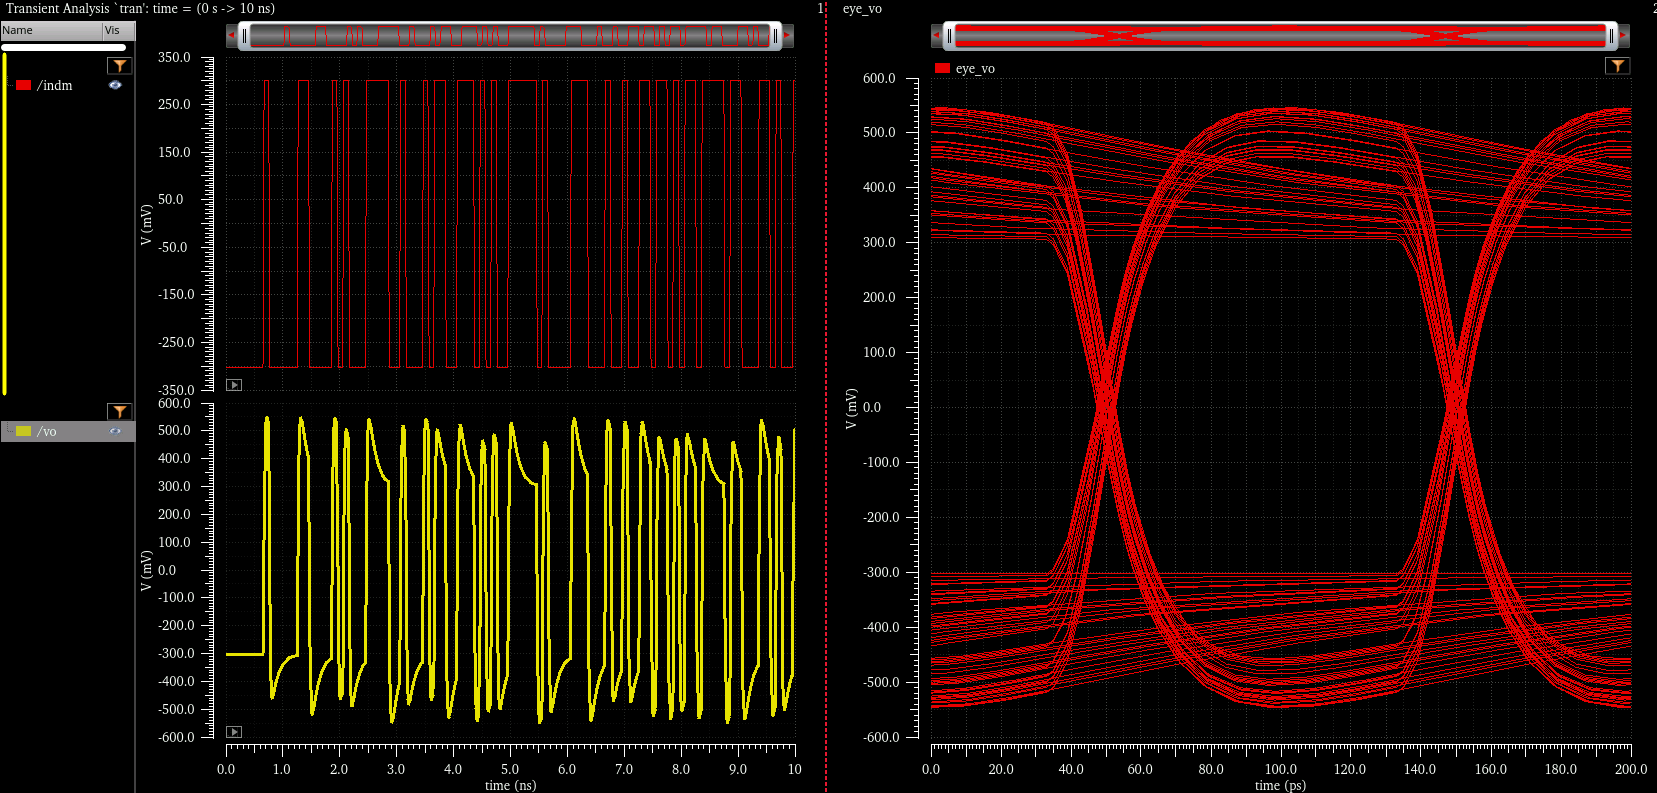 Transient Analysis `tran': time = (0 s -> 10 ns)
1
Name
Vis
/indm
350.0
250.0
150.0
50.0
-50.0
-150.0
-250.0
-350.0
V (mV)
/vo
600.0
500.0
400.0
300.0
200.0
100.0
0.0
-100.0
-200.0
-300.0
-400.0
-500.0
-600.0
V (mV)
0.0 1.0 2.0 3.0 4.0 5.0 6.0 7.0 8.0 9.0 10
time (ns)
eye_vo
2
eye_vo
600.0
500.0
400.0
300.0
200.0
100.0
0.0
-100.0
-200.0
-300.0
-400.0
-500.0
-600.0
V (mV)
0.0 20.0 40.0 60.0 80.0 100.0 120.0 140.0 160.0 180.0 200.0
time (ps)